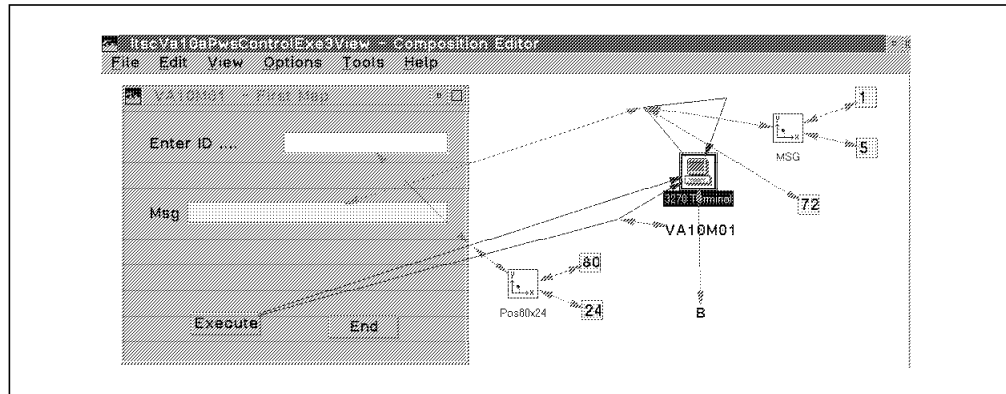 itscVa10aPwsControlExe3View - Composition Editor
File Edit View Options Tools Help
VA10M01 - First Map
Enter ID ....
Msg
Execute
End
1
MSG
5
72
3270 Terminal
VA10M01
80
Pos80x24
24
B